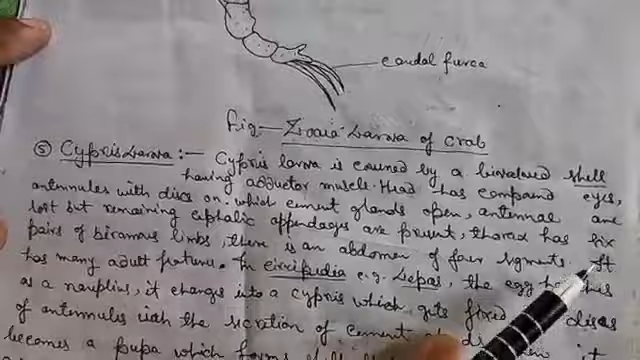 caudal furca
Fig:- Zoaea Larva of Crab
⑤ Cypris Larva :- Cypris larva is covered by a bivalved shell
having adductor muscle. Head has compound eyes,
antennules with discs on which cement glands open, antennae are
lost but remaining cephalic appendages are present, thorax has six
pairs of biramous limbs, there is an abdomen of four segments. It
has many adult features. In cirripedia e.g. Lepas, the egg hatches
as a nauplius, it changes into a cypris which gets fixed discs
of antennules with the secretion of cement it
becomes a pupa which forms